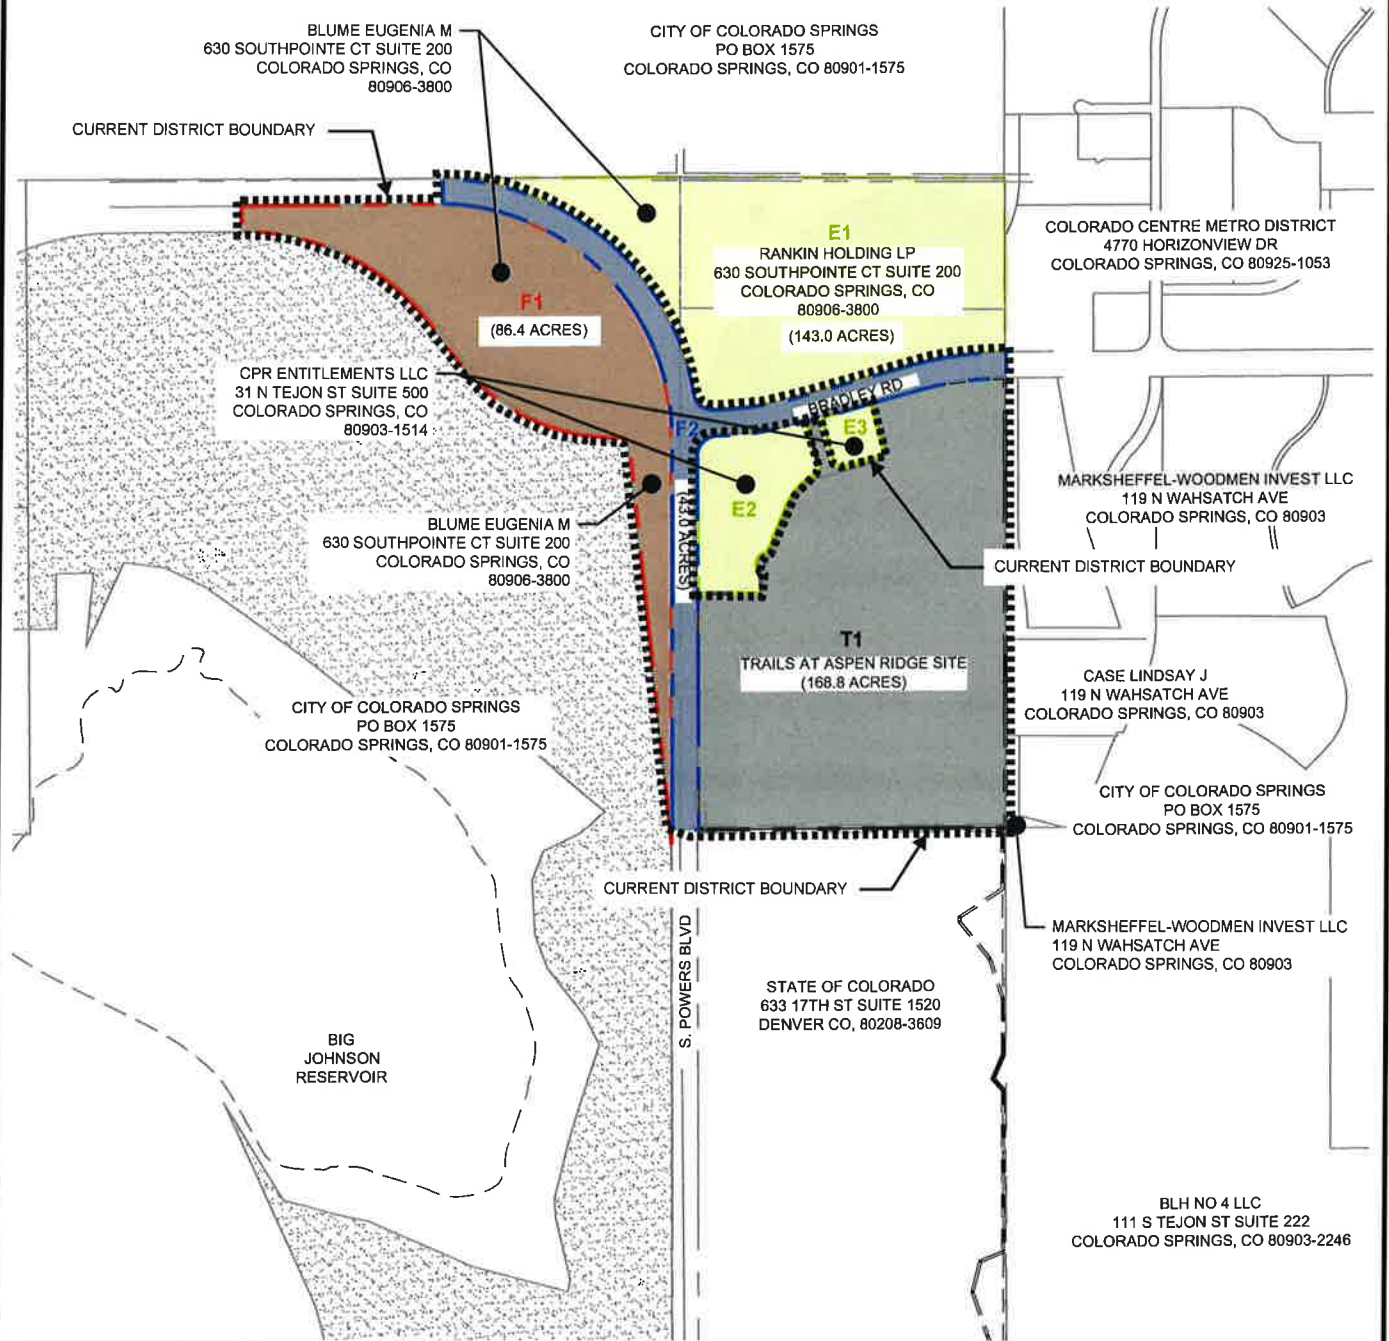 BLUME EUGENIA M
630 SOUTHPOINTE CT SUITE 200
COLORADO SPRINGS, CO
80906-3800
CITY OF COLORADO SPRINGS
PO BOX 1575
COLORADO SPRINGS, CO 80901-1575
CURRENT DISTRICT BOUNDARY
E1
RANKIN HOLDING LP
630 SOUTHPOINTE CT SUITE 200
COLORADO SPRINGS, CO
80906-3800
(143.0 ACRES)
COLORADO CENTRE METRO DISTRICT
4770 HORIZONVIEW DR
COLORADO SPRINGS, CO 80925-1053
F1
(86.4 ACRES)
CPR ENTITLEMENTS LLC
31 N TEJON ST SUITE 500
COLORADO SPRINGS, CO
80903-1514
BRADLEY RD
F2
(43.0 ACRES)
E3
E2
MARKSHEFFEL-WOODMEN INVEST LLC
119 N WAHSATCH AVE
COLORADO SPRINGS, CO 80903
BLUME EUGENIA M
630 SOUTHPOINTE CT SUITE 200
COLORADO SPRINGS, CO
80906-3800
CURRENT DISTRICT BOUNDARY
T1
TRAILS AT ASPEN RIDGE SITE
(168.8 ACRES)
CASE LINDSAY J
119 N WAHSATCH AVE
COLORADO SPRINGS, CO 80903
CITY OF COLORADO SPRINGS
PO BOX 1575
COLORADO SPRINGS, CO 80901-1575
CITY OF COLORADO SPRINGS
PO BOX 1575
COLORADO SPRINGS, CO 80901-1575
CURRENT DISTRICT BOUNDARY
MARKSHEFFEL-WOODMEN INVEST LLC
119 N WAHSATCH AVE
COLORADO SPRINGS, CO 80903
S. POWERS BLVD
STATE OF COLORADO
633 17TH ST SUITE 1520
DENVER CO, 80208-3609
BIG
JOHNSON
RESERVOIR
BLH NO 4 LLC
111 S TEJON ST SUITE 222
COLORADO SPRINGS, CO 80903-2246